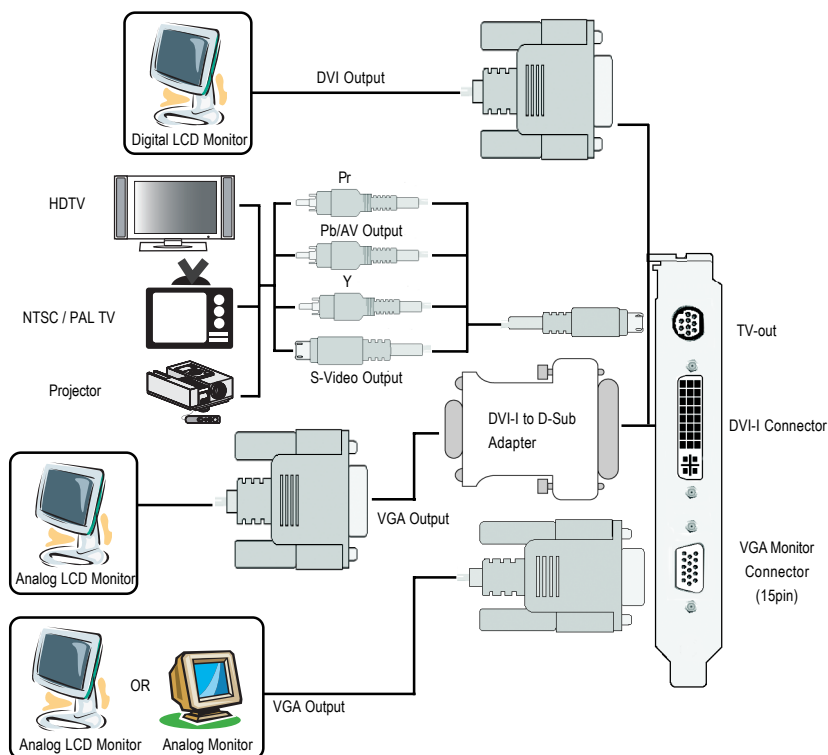 DVI Output
Digital LCD Monitor
HDTV
Pr
Pb/AV Output
Y
NTSC / PAL TV
S-Video Output
Projector
TV-out
DVI-I to D-Sub
Adapter
DVI-I Connector
VGA Output
Analog LCD Monitor
VGA Monitor
Connector
(15pin)
OR
VGA Output
Analog LCD Monitor
Analog Monitor